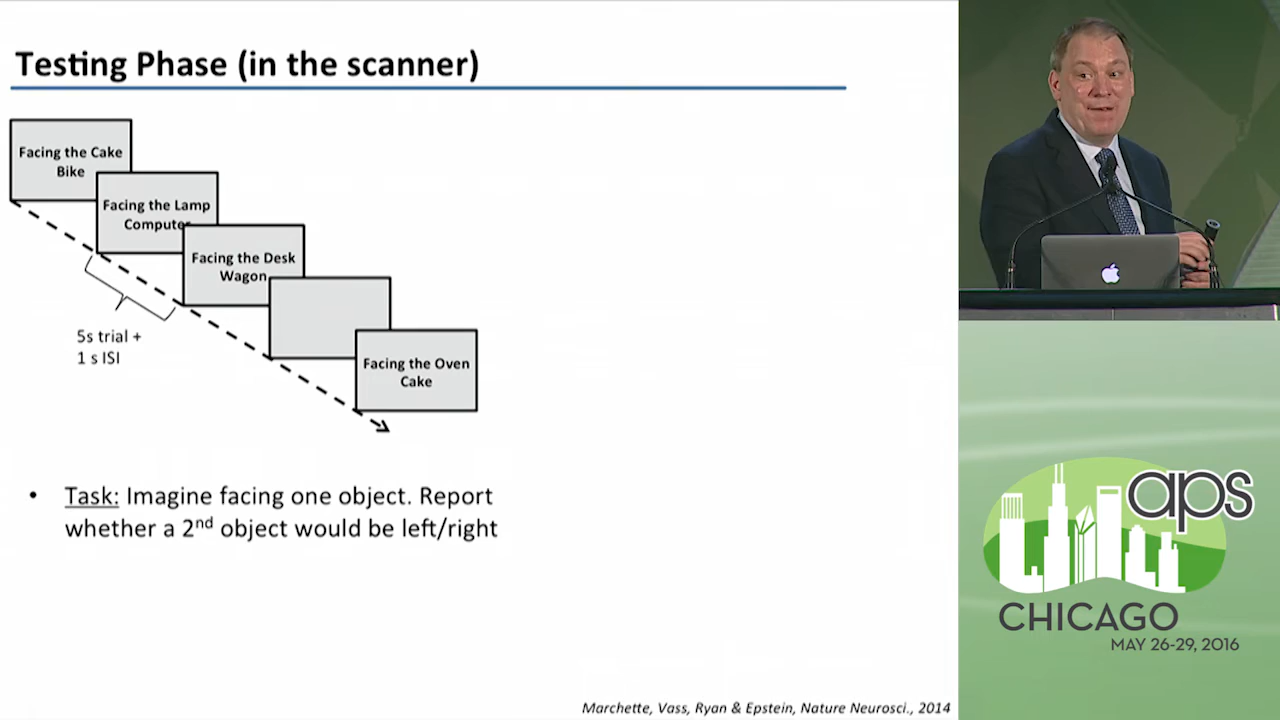 Testing Phase (in the scanner)
Facing the Cake
Bike
Facing the Lamp
Computer
Facing the Desk
Wagon
Facing the Oven
Cake
5s trial +
1 s ISI
• Task: Imagine facing one object. Report
whether a 2nd object would be left/right
Marchette, Vass, Ryan & Epstein, Nature Neurosci., 2014
aps
CHICAGO
MAY 26-29, 2016